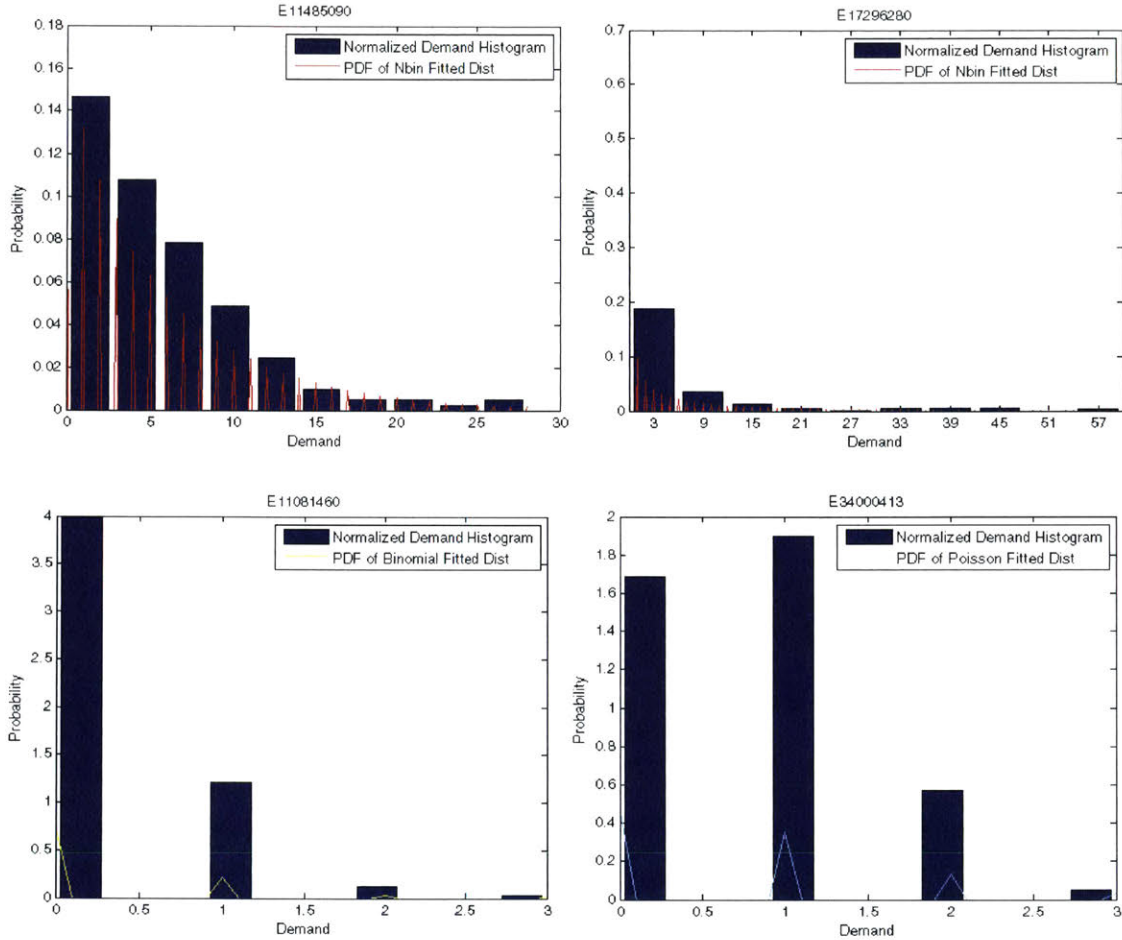 E11485090
Normalized Demand Histogram
PDF of Nbin Fitted Dist
0.18
0.16
0.14
0.12
0.1
0.08
0.06
0.04
0.02
0
Probability
0 5 10 15 20 25 30
Demand
E17296280
Normalized Demand Histogram
PDF of Nbin Fitted Dist
0.7
0.6
0.5
0.4
0.3
0.2
0.1
0
Probability
3 9 15 21 27 33 39 45 51 57
Demand
E11081460
Normalized Demand Histogram
PDF of Binomial Fitted Dist
4
3.5
3
2.5
2
1.5
1
0.5
0
Probability
0 0.5 1 1.5 2 2.5 3
Demand
E34000413
Normalized Demand Histogram
PDF of Poisson Fitted Dist
2
1.8
1.6
1.4
1.2
1
0.8
0.6
0.4
0.2
0
Probability
0 0.5 1 1.5 2 2.5 3
Demand